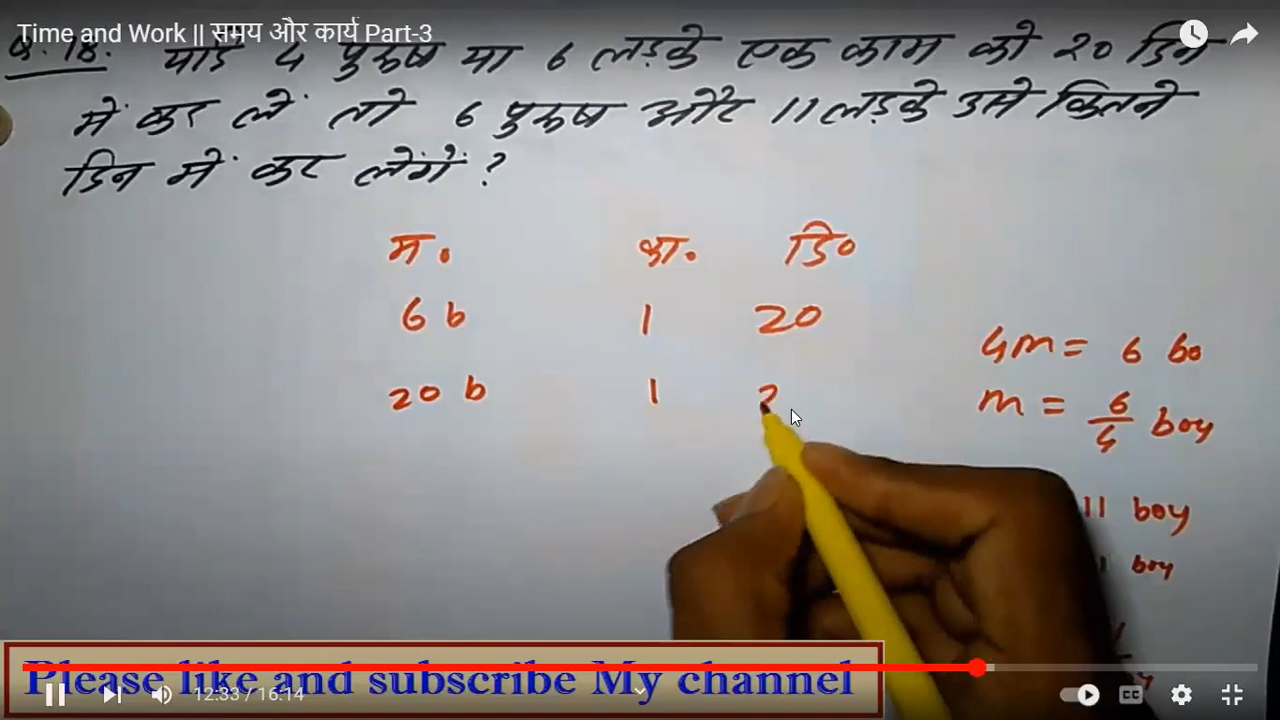 Time and Work || समय और कार्य Part-3
Q.18. यदि 4 पुरुष या 6 लड़के एक काम को 20 दिन
में कर लें तो 6 पुरुष और 11 लड़के उसे कितने
दिन में कर लेंगें ?
म. का. दि०
6 b 1 20
4m = 6 bo
20 b 1 ?
m = 6/4 boy
11 boy
boy
Please like and subscribe My channel
12:33 / 16:14
CC